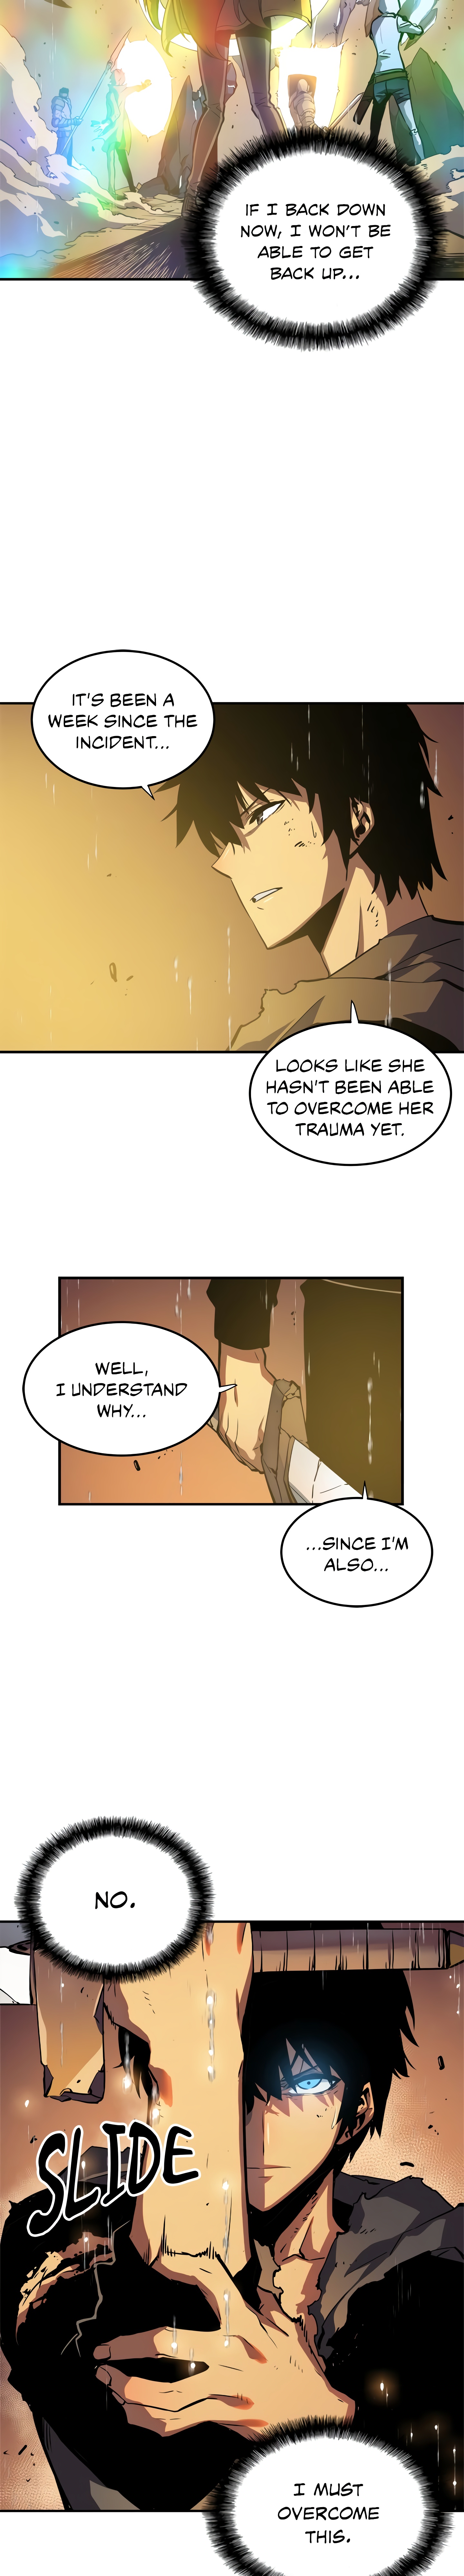 IF I BACK DOWN
NOW, I WON'T BE
ABLE TO GET
BACK UP...
IT'S BEEN A
WEEK SINCE THE
INCIDENT...
LOOKS LIKE SHE
HASN'T BEEN ABLE
TO OVERCOME HER
TRAUMA YET.
WELL,
I UNDERSTAND
WHY...
...SINCE I'M
ALSO...
NO.
SLIDE
I MUST
OVERCOME
THIS.